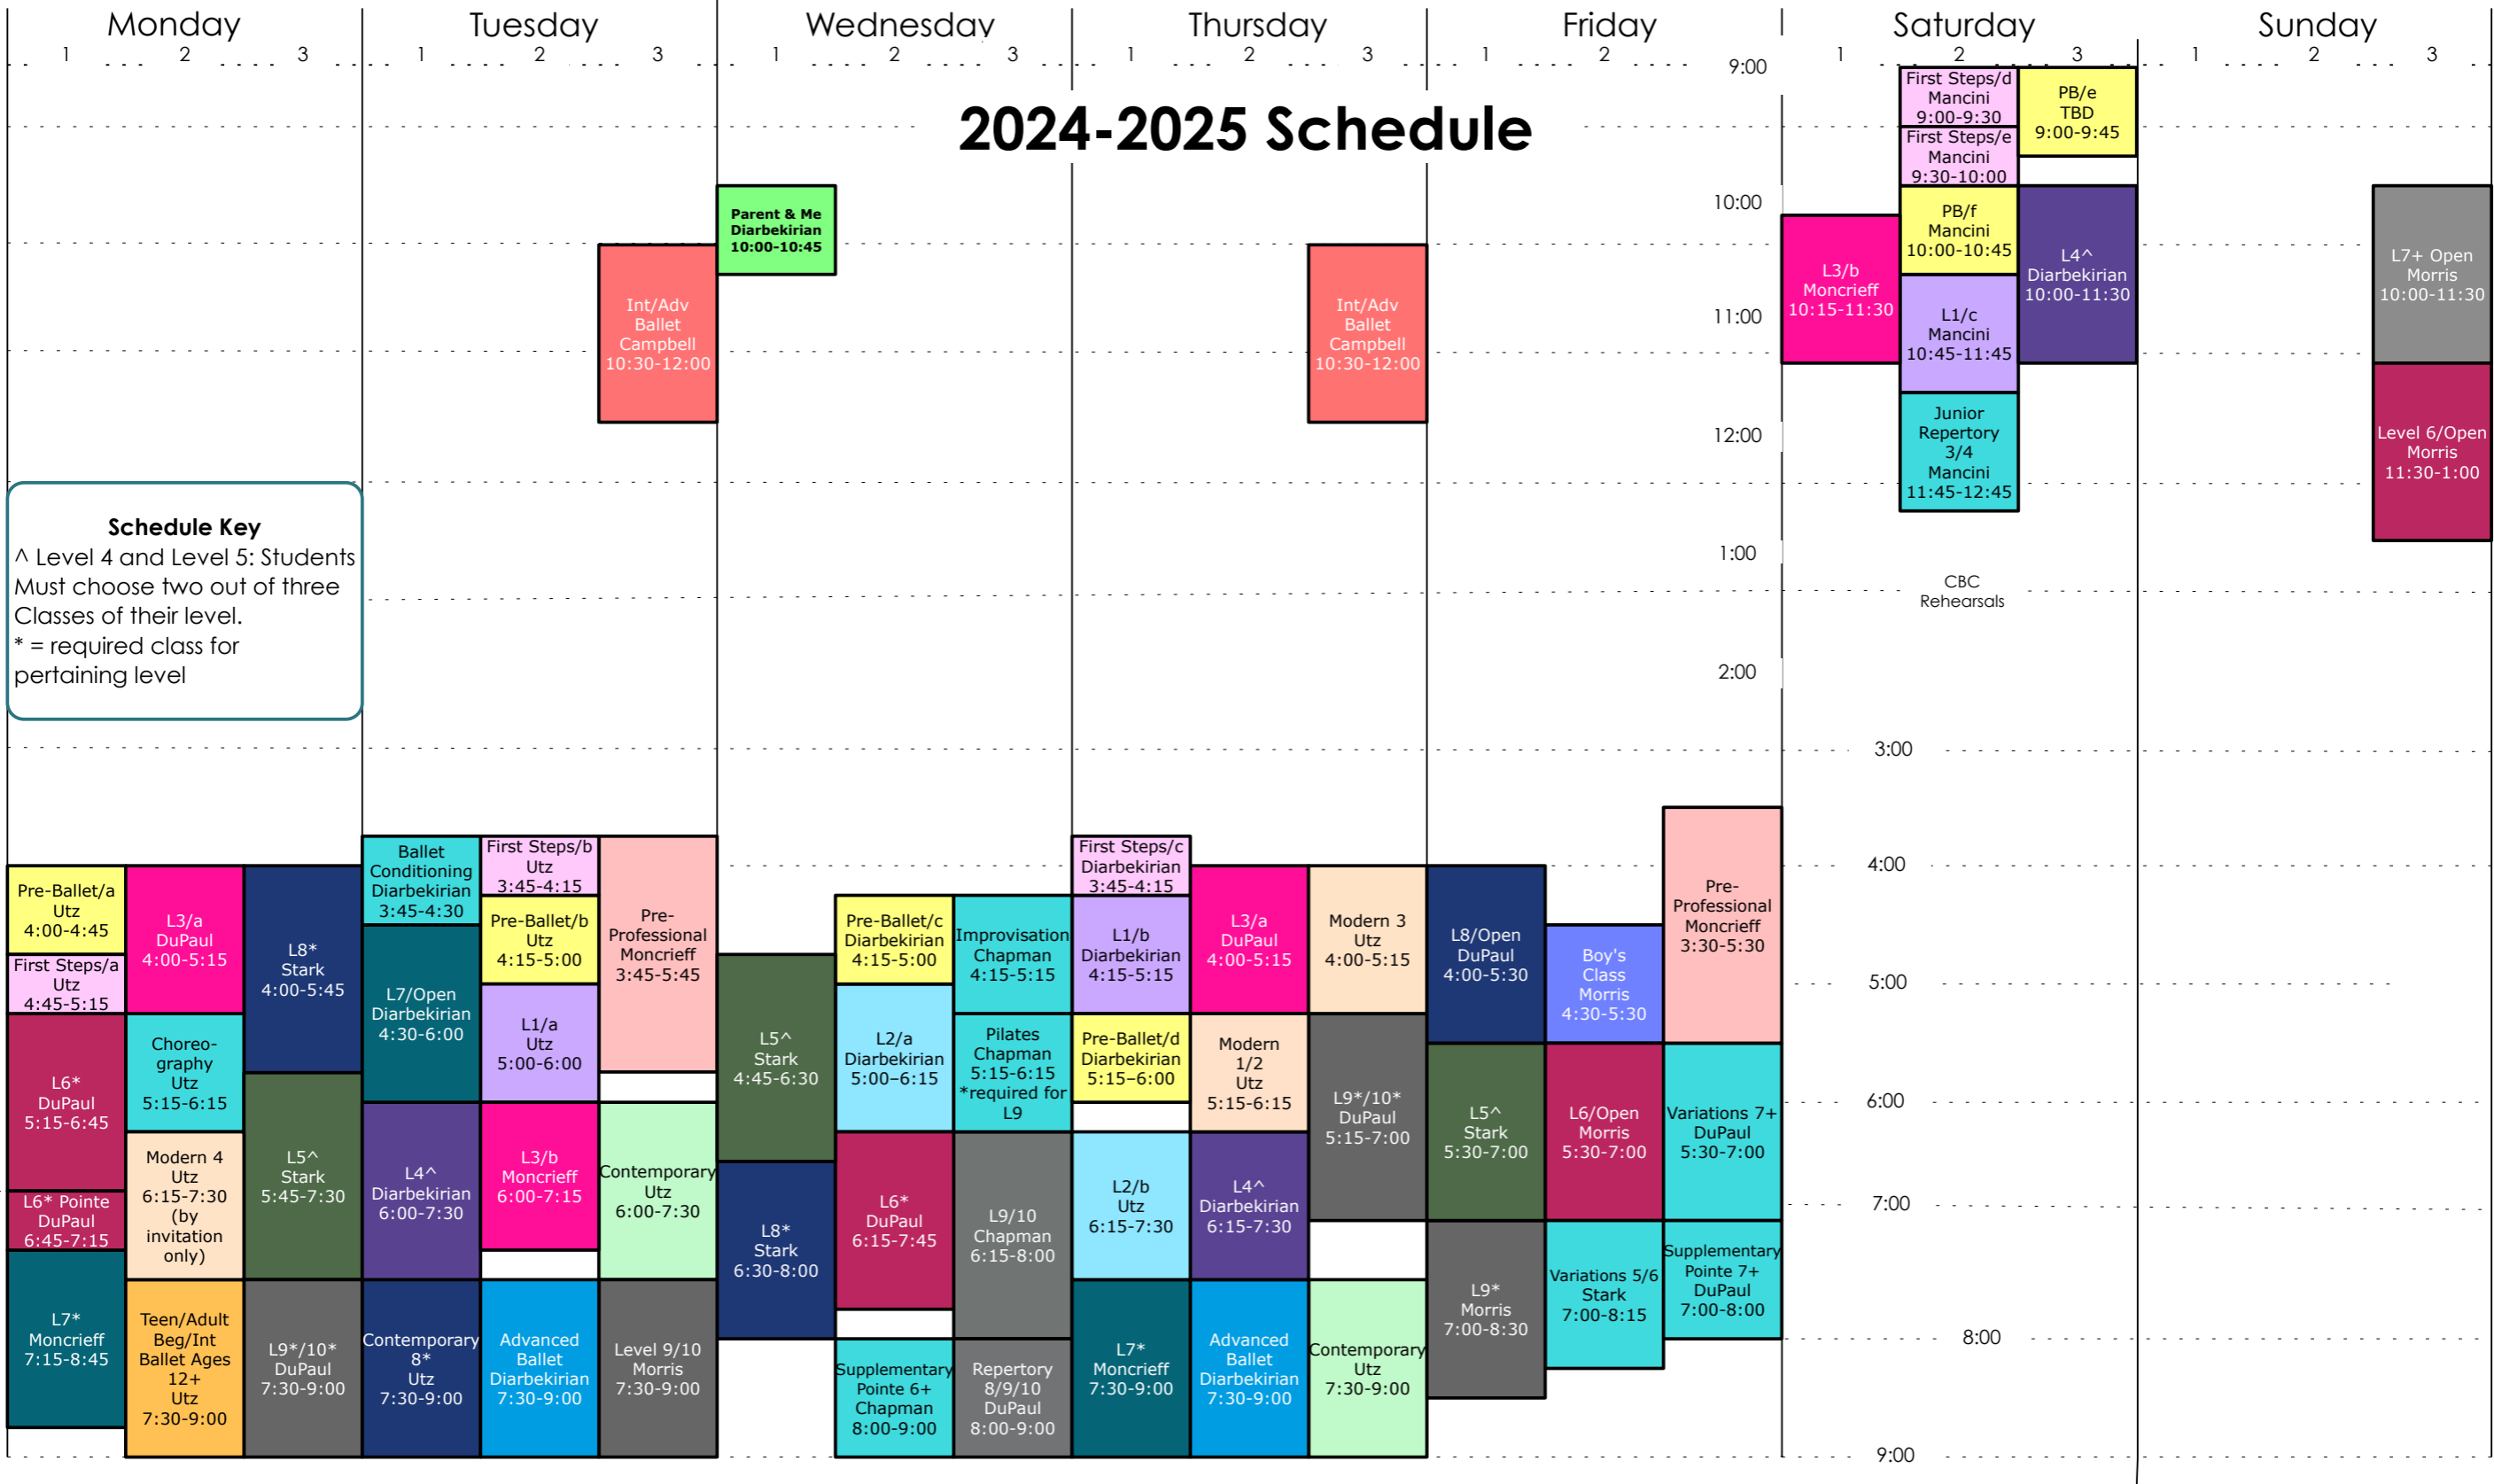 Monday
Tuesday
Wednesday
Thursday
Friday
Saturday
Sunday
1
2
3
1
2
3
1
2
3
1
2
3
1
2
1
2
3
1
2
3
2024-2025 Schedule
9:00
10:00
11:00
12:00
1:00
2:00
3:00
4:00
5:00
6:00
7:00
8:00
9:00
Schedule Key
^ Level 4 and Level 5: Students
Must choose two out of three
Classes of their level.
* = required class for
pertaining level
Pre-Ballet/a
Utz
4:00-4:45
First Steps/a
Utz
4:45-5:15
L6*
DuPaul
5:15-6:45
L6* Pointe
DuPaul
6:45-7:15
L7*
Moncrieff
7:15-8:45
L3/a
DuPaul
4:00-5:15
Choreo-
graphy
Utz
5:15-6:15
Modern 4
Utz
6:15-7:30
(by
invitation
only)
Teen/Adult
Beg/Int
Ballet Ages
12+
Utz
7:30-9:00
L8*
Stark
4:00-5:45
L5^
Stark
5:45-7:30
L9*/10*
DuPaul
7:30-9:00
Ballet
Conditioning
Diarbekirian
3:45-4:30
L7/Open
Diarbekirian
4:30-6:00
L4^
Diarbekirian
6:00-7:30
Contemporary
8*
Utz
7:30-9:00
First Steps/b
Utz
3:45-4:15
Pre-Ballet/b
Utz
4:15-5:00
L1/a
Utz
5:00-6:00
L3/b
Moncrieff
6:00-7:15
Advanced
Ballet
Diarbekirian
7:30-9:00
Int/Adv
Ballet
Campbell
10:30-12:00
Pre-
Professional
Moncrieff
3:45-5:45
Contemporary
Utz
6:00-7:30
Level 9/10
Morris
7:30-9:00
Parent & Me
Diarbekirian
10:00-10:45
L5^
Stark
4:45-6:30
L8*
Stark
6:30-8:00
Pre-Ballet/c
Diarbekirian
4:15-5:00
L2/a
Diarbekirian
5:00–6:15
L6*
DuPaul
6:15-7:45
Supplementary
Pointe 6+
Chapman
8:00-9:00
Improvisation
Chapman
4:15-5:15
Pilates
Chapman
5:15-6:15
*required for
L9
L9/10
Chapman
6:15-8:00
Repertory
8/9/10
DuPaul
8:00-9:00
First Steps/c
Diarbekirian
3:45-4:15
L1/b
Diarbekirian
4:15-5:15
Pre-Ballet/d
Diarbekirian
5:15–6:00
L2/b
Utz
6:15-7:30
L7*
Moncrieff
7:30-9:00
L3/a
DuPaul
4:00-5:15
Modern
1/2
Utz
5:15-6:15
L4^
Diarbekirian
6:15-7:30
Advanced
Ballet
Diarbekirian
7:30-9:00
Int/Adv
Ballet
Campbell
10:30-12:00
Modern 3
Utz
4:00-5:15
L9*/10*
DuPaul
5:15-7:00
Contemporary
Utz
7:30-9:00
L8/Open
DuPaul
4:00-5:30
L5^
Stark
5:30-7:00
L9*
Morris
7:00-8:30
Boy's
Class
Morris
4:30-5:30
L6/Open
Morris
5:30-7:00
Variations 5/6
Stark
7:00-8:15
Pre-
Professional
Moncrieff
3:30-5:30
Variations 7+
DuPaul
5:30-7:00
Supplementary
Pointe 7+
DuPaul
7:00-8:00
L3/b
Moncrieff
10:15-11:30
First Steps/d
Mancini
9:00-9:30
First Steps/e
Mancini
9:30-10:00
PB/f
Mancini
10:00-10:45
L1/c
Mancini
10:45-11:45
Junior
Repertory
3/4
Mancini
11:45-12:45
CBC
Rehearsals
PB/e
TBD
9:00-9:45
L4^
Diarbekirian
10:00-11:30
L7+ Open
Morris
10:00-11:30
Level 6/Open
Morris
11:30-1:00